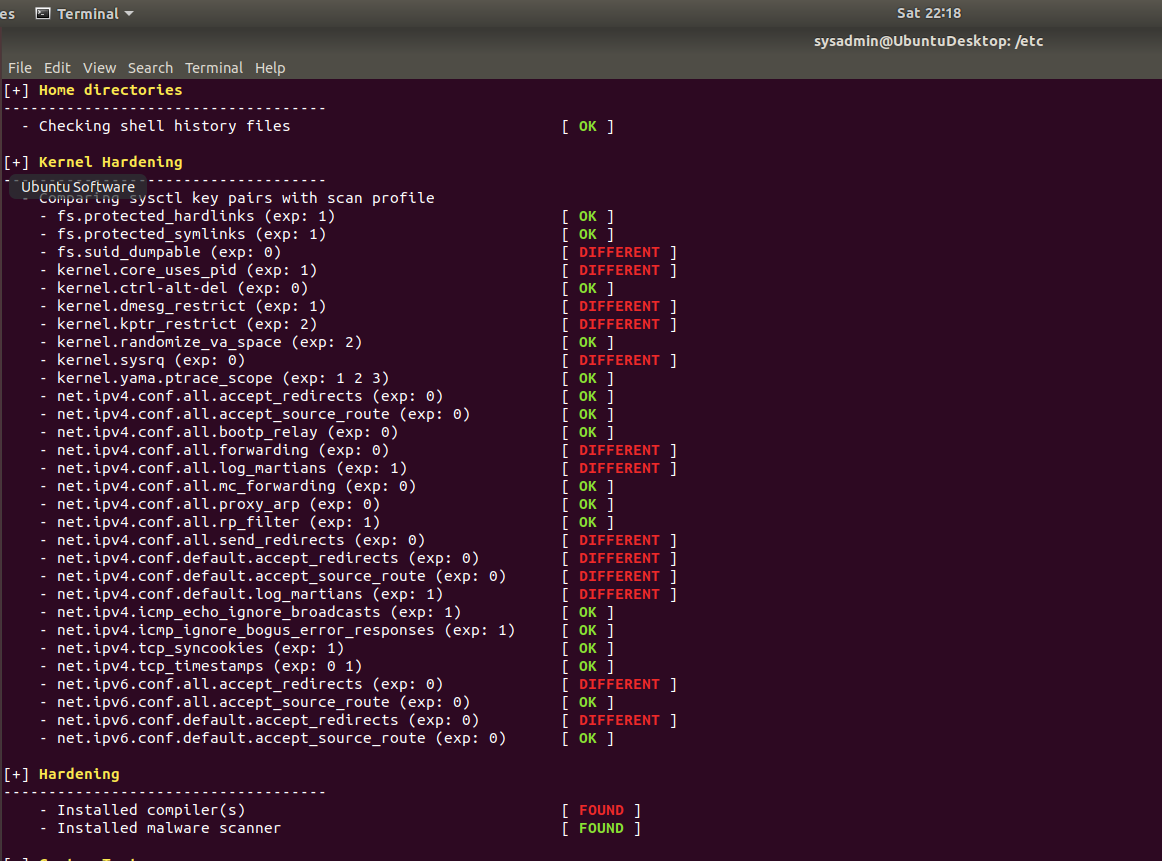 es Terminal Sat 22:18
sysadmin@UbuntuDesktop: /etc
File Edit View Search Terminal Help
[+] Home directories
------------------------------------
- Checking shell history files [ OK ]
[+] Kernel Hardening
------------------------------------
Ubuntu Software
- Comparing sysctl key pairs with scan profile
- fs.protected_hardlinks (exp: 1) [ OK ]
- fs.protected_symlinks (exp: 1) [ OK ]
- fs.suid_dumpable (exp: 0) [ DIFFERENT ]
- kernel.core_uses_pid (exp: 1) [ DIFFERENT ]
- kernel.ctrl-alt-del (exp: 0) [ OK ]
- kernel.dmesg_restrict (exp: 1) [ DIFFERENT ]
- kernel.kptr_restrict (exp: 2) [ DIFFERENT ]
- kernel.randomize_va_space (exp: 2) [ OK ]
- kernel.sysrq (exp: 0) [ DIFFERENT ]
- kernel.yama.ptrace_scope (exp: 1 2 3) [ OK ]
- net.ipv4.conf.all.accept_redirects (exp: 0) [ OK ]
- net.ipv4.conf.all.accept_source_route (exp: 0) [ OK ]
- net.ipv4.conf.all.bootp_relay (exp: 0) [ OK ]
- net.ipv4.conf.all.forwarding (exp: 0) [ DIFFERENT ]
- net.ipv4.conf.all.log_martians (exp: 1) [ DIFFERENT ]
- net.ipv4.conf.all.mc_forwarding (exp: 0) [ OK ]
- net.ipv4.conf.all.proxy_arp (exp: 0) [ OK ]
- net.ipv4.conf.all.rp_filter (exp: 1) [ OK ]
- net.ipv4.conf.all.send_redirects (exp: 0) [ DIFFERENT ]
- net.ipv4.conf.default.accept_redirects (exp: 0) [ DIFFERENT ]
- net.ipv4.conf.default.accept_source_route (exp: 0) [ DIFFERENT ]
- net.ipv4.conf.default.log_martians (exp: 1) [ DIFFERENT ]
- net.ipv4.icmp_echo_ignore_broadcasts (exp: 1) [ OK ]
- net.ipv4.icmp_ignore_bogus_error_responses (exp: 1) [ OK ]
- net.ipv4.tcp_syncookies (exp: 1) [ OK ]
- net.ipv4.tcp_timestamps (exp: 0 1) [ OK ]
- net.ipv6.conf.all.accept_redirects (exp: 0) [ DIFFERENT ]
- net.ipv6.conf.all.accept_source_route (exp: 0) [ OK ]
- net.ipv6.conf.default.accept_redirects (exp: 0) [ DIFFERENT ]
- net.ipv6.conf.default.accept_source_route (exp: 0) [ OK ]
[+] Hardening
------------------------------------
- Installed compiler(s) [ FOUND ]
- Installed malware scanner [ FOUND ]